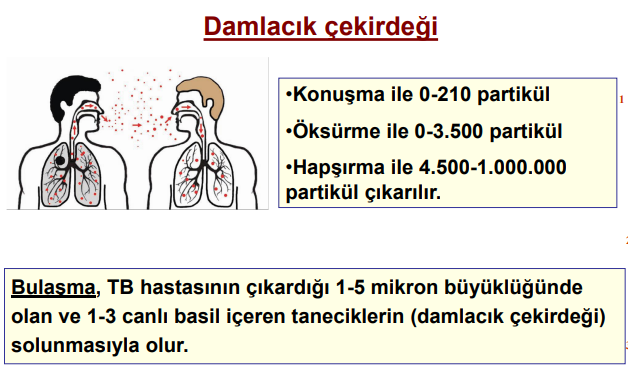 Damlacık çekirdeği
•Konuşma ile 0-210 partikül
•Öksürme ile 0-3.500 partikül
•Hapşırma ile 4.500-1.000.000
partikül çıkarılır.
1
Bulaşma, TB hastasının çıkardığı 1-5 mikron büyüklüğünde
olan ve 1-3 canlı basil içeren taneciklerin (damlacık çekirdeği)
solunmasıyla olur.